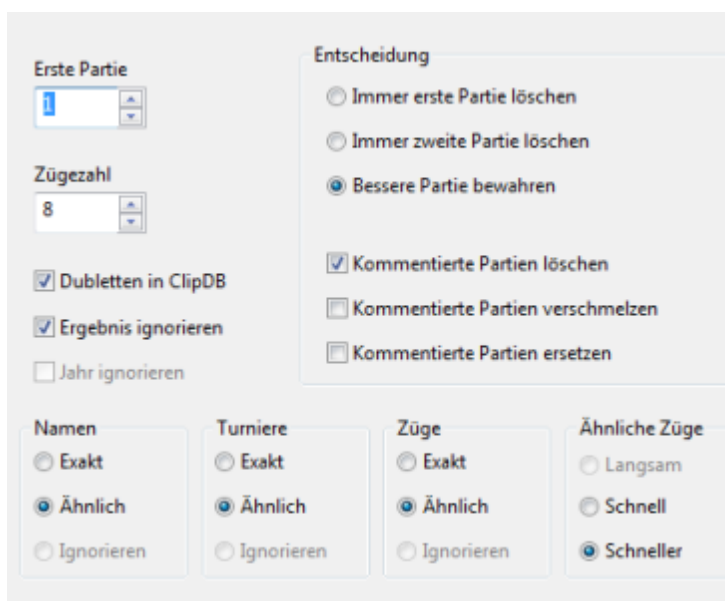 Erste Partie
1
Zügezahl
8
Dubletten in ClipDB
Ergebnis ignorieren
Jahr ignorieren
Entscheidung
Immer erste Partie löschen
Immer zweite Partie löschen
Bessere Partie bewahren
Kommentierte Partien löschen
Kommentierte Partien verschmelzen
Kommentierte Partien ersetzen
Namen
Exakt
Ähnlich
Ignorieren
Turniere
Exakt
Ähnlich
Ignorieren
Züge
Exakt
Ähnlich
Ignorieren
Ähnliche Züge
Langsam
Schnell
Schneller